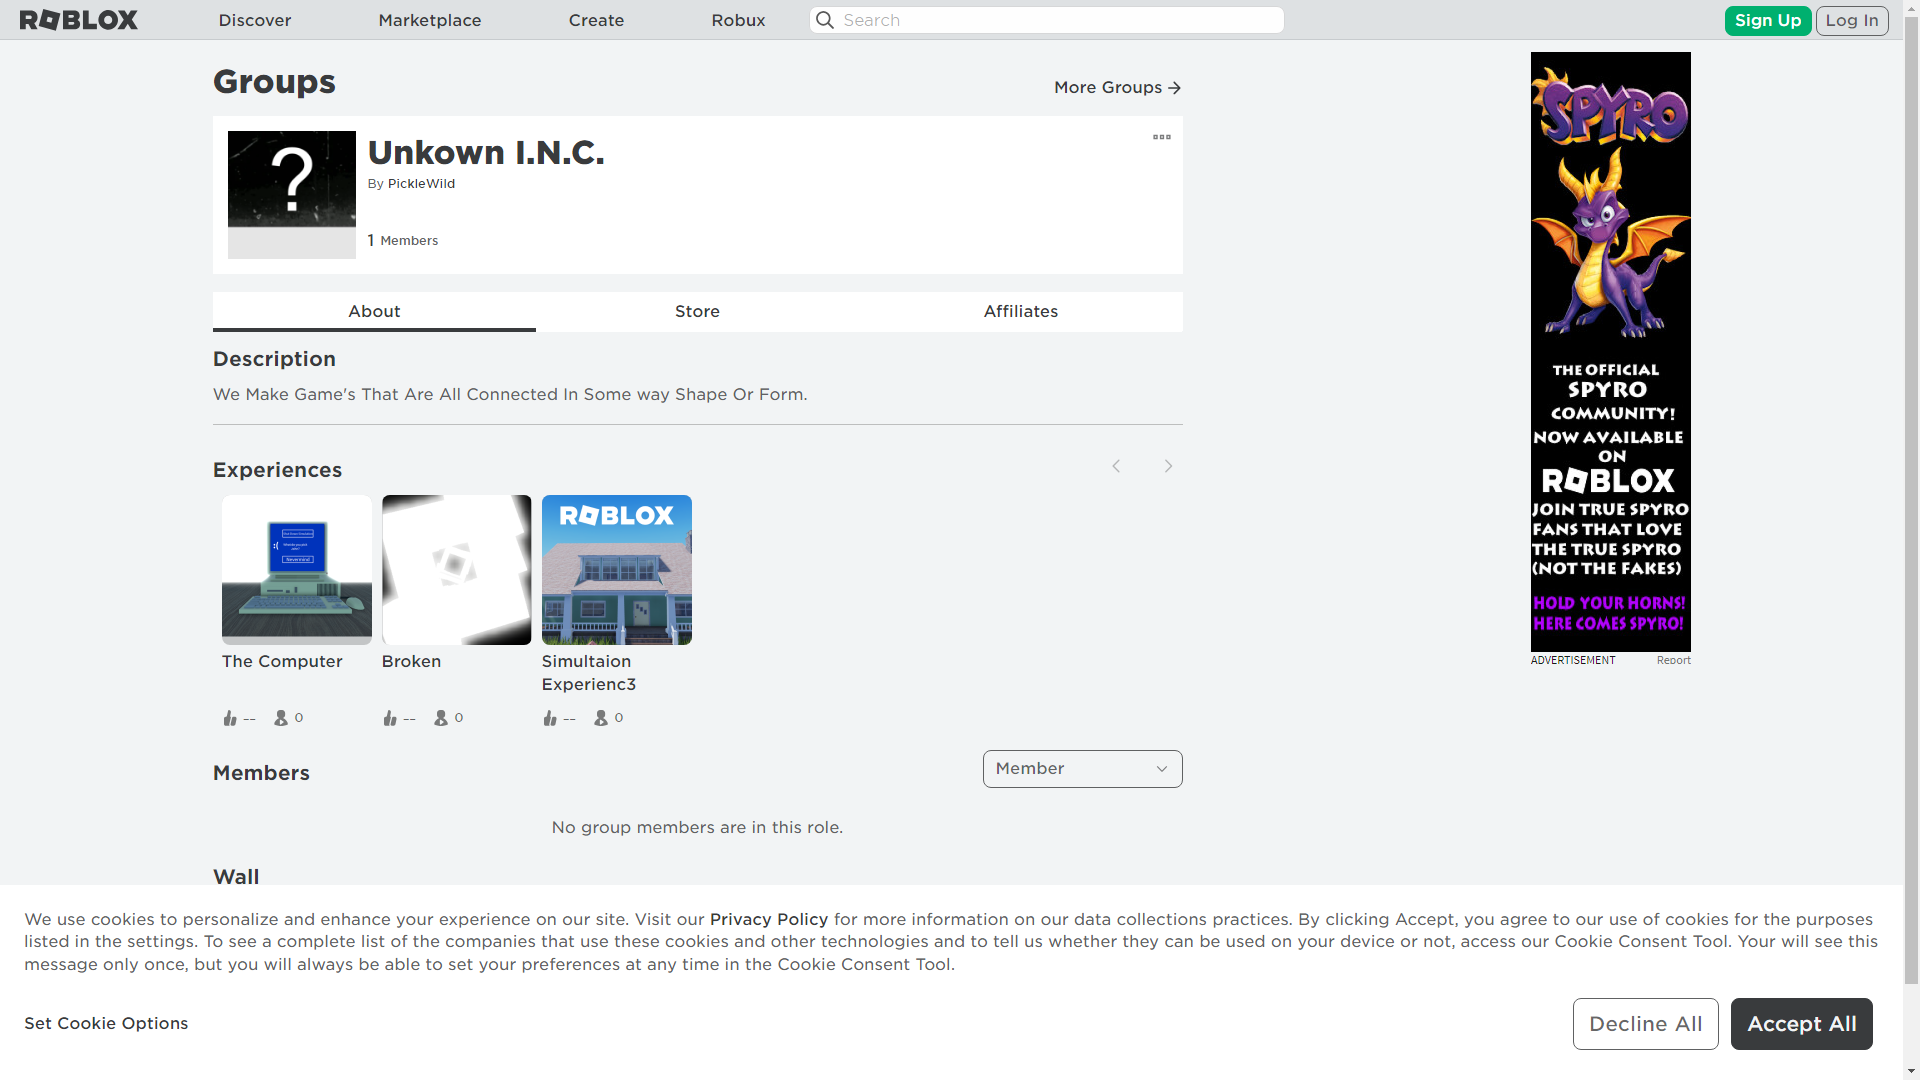 ROBLOX
Discover
Marketplace
Create
Robux
Search
Sign Up
Log In
Groups
More Groups
?
Unkown I.N.C.
By PickleWild
1 Members
About
Store
Affiliates
Description
We Make Game's That Are All Connected In Some way Shape Or Form.
Experiences
Nevermind
The Computer
-- 0
Broken
-- 0
ROBLOX
Simultaion
Experienc3
-- 0
Members
Member
No group members are in this role.
Wall
SPYRO
THE OFFICIAL
SPYRO
COMMUNITY!
NOW AVAILABLE
ON
ROBLOX
JOIN TRUE SPYRO
FANS THAT LOVE
THE TRUE SPYRO
(NOT THE FAKES)
HOLD YOUR HORNS!
HERE COMES SPYRO!
ADVERTISEMENT
Report
We use cookies to personalize and enhance your experience on our site. Visit our Privacy Policy for more information on our data collections practices. By clicking Accept, you agree to our use of cookies for the purposes
listed in the settings. To see a complete list of the companies that use these cookies and other technologies and to tell us whether they can be used on your device or not, access our Cookie Consent Tool. Your will see this
message only once, but you will always be able to set your preferences at any time in the Cookie Consent Tool.
Set Cookie Options
Decline All
Accept All